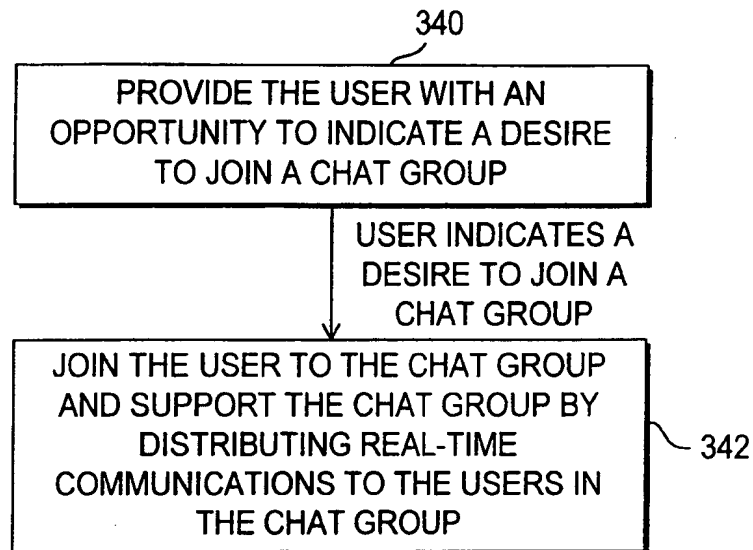 340
PROVIDE THE USER WITH AN
OPPORTUNITY TO INDICATE A DESIRE
TO JOIN A CHAT GROUP
USER INDICATES A
DESIRE TO JOIN A
CHAT GROUP
JOIN THE USER TO THE CHAT GROUP
AND SUPPORT THE CHAT GROUP BY
DISTRIBUTING REAL-TIME
COMMUNICATIONS TO THE USERS IN
THE CHAT GROUP
342